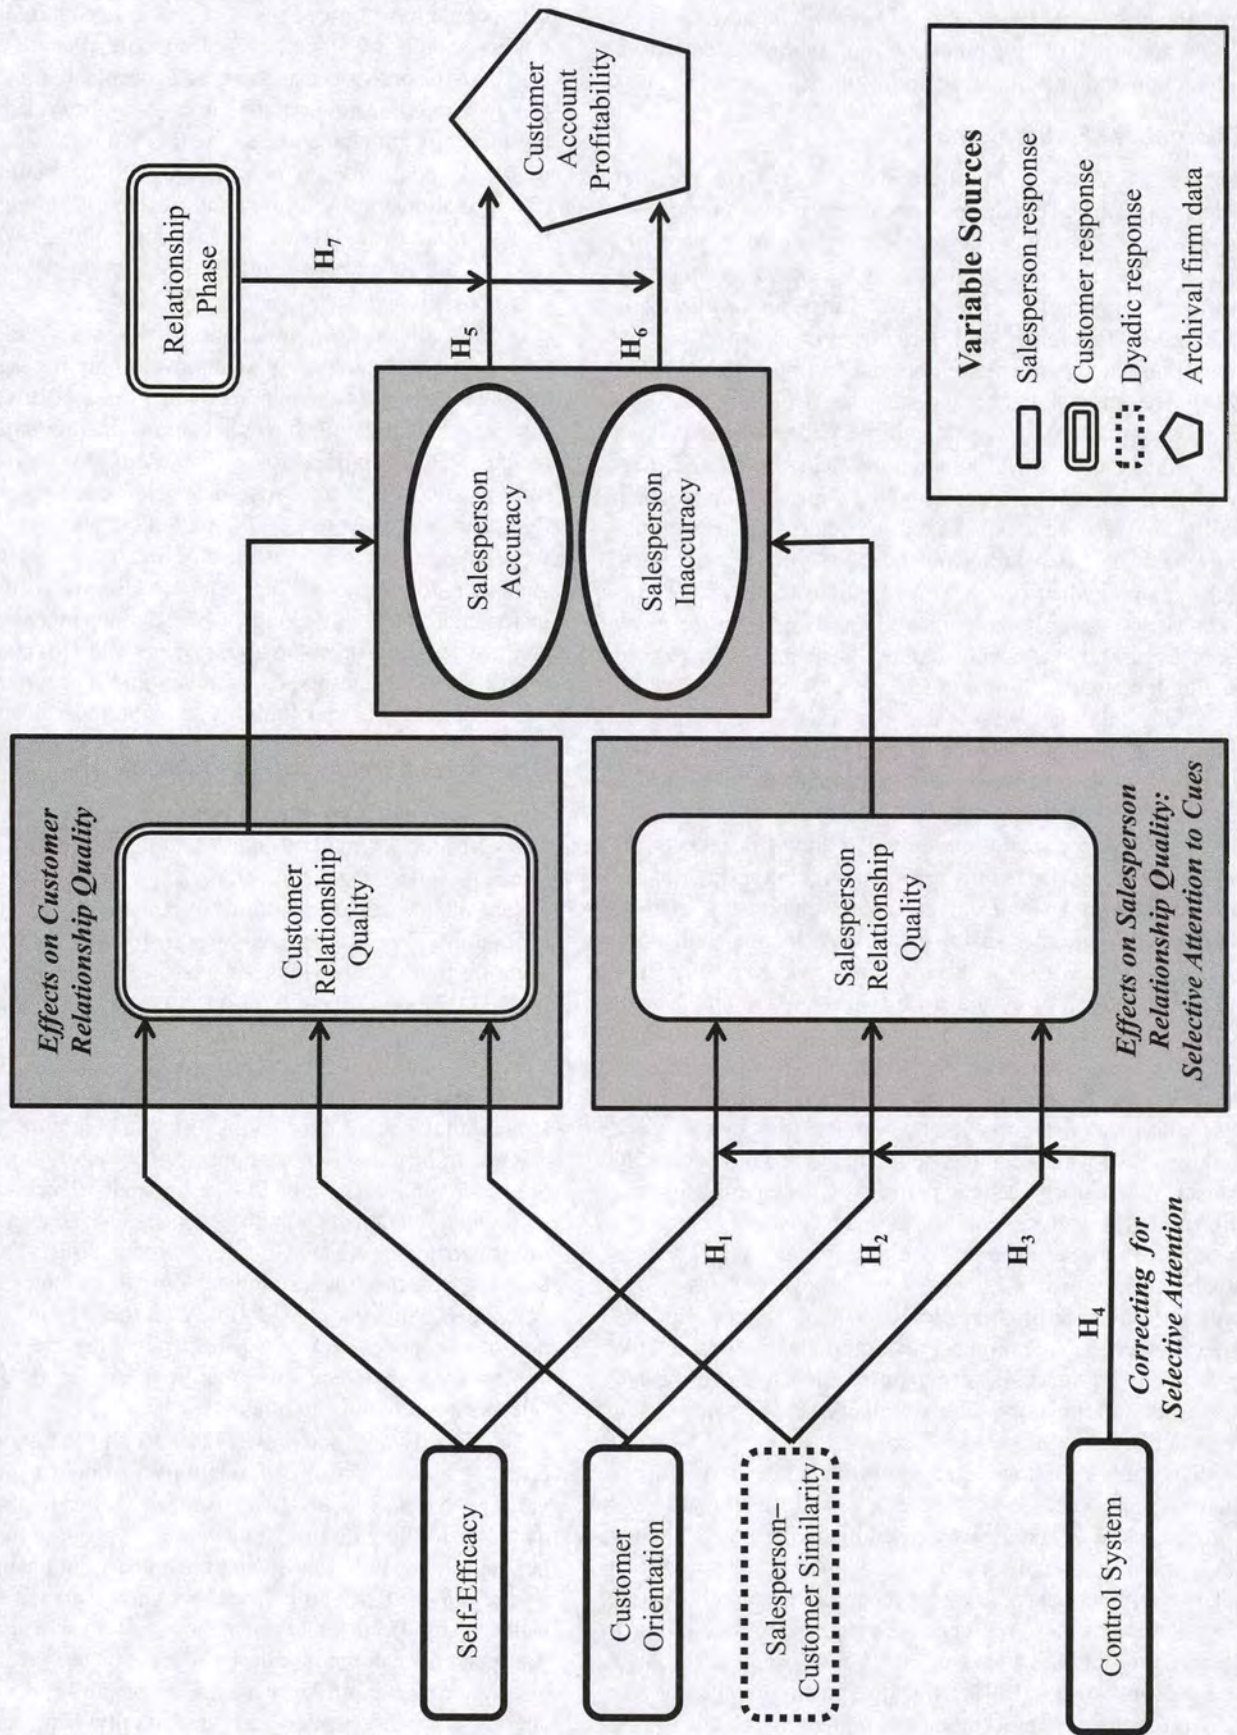 Self-Efficacy
Customer
Orientation
Salesperson–
Customer Similarity
Control System
H4
Correcting for
Selective Attention
H1
H2
H3
Effects on Customer
Relationship Quality
Customer
Relationship
Quality
Salesperson
Relationship
Quality
Effects on Salesperson
Relationship Quality:
Selective Attention to Cues
Salesperson
Accuracy
Salesperson
Inaccuracy
H5
H6
Relationship
Phase
H7
Customer
Account
Profitability
Variable Sources
Salesperson response
Customer response
Dyadic response
Archival firm data